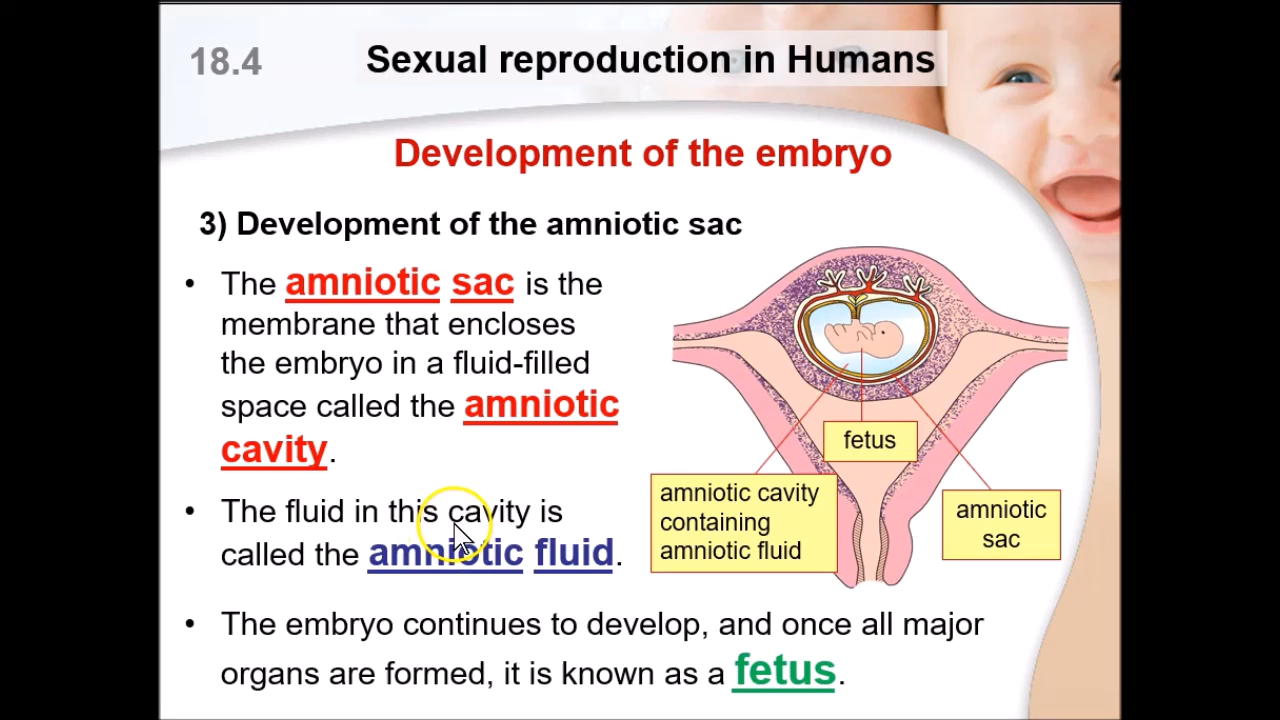 18.4
Sexual reproduction in Humans
Development of the embryo
3) Development of the amniotic sac
• The amniotic sac is the
membrane that encloses
the embryo in a fluid-filled
space called the amniotic
cavity.
• The fluid in this cavity is
called the amniotic fluid.
• The embryo continues to develop, and once all major
organs are formed, it is known as a fetus.
fetus
amniotic cavity
containing
amniotic fluid
amniotic
sac